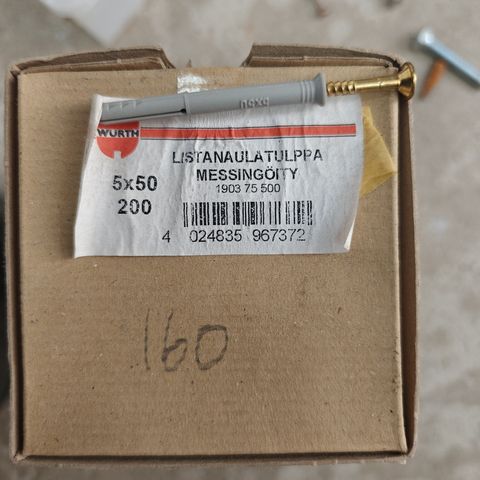 WÜRTH
LISTANAULATULPPA
MESSINGÖITY
5x50
1903 75 500
200
4 024835 967372
160